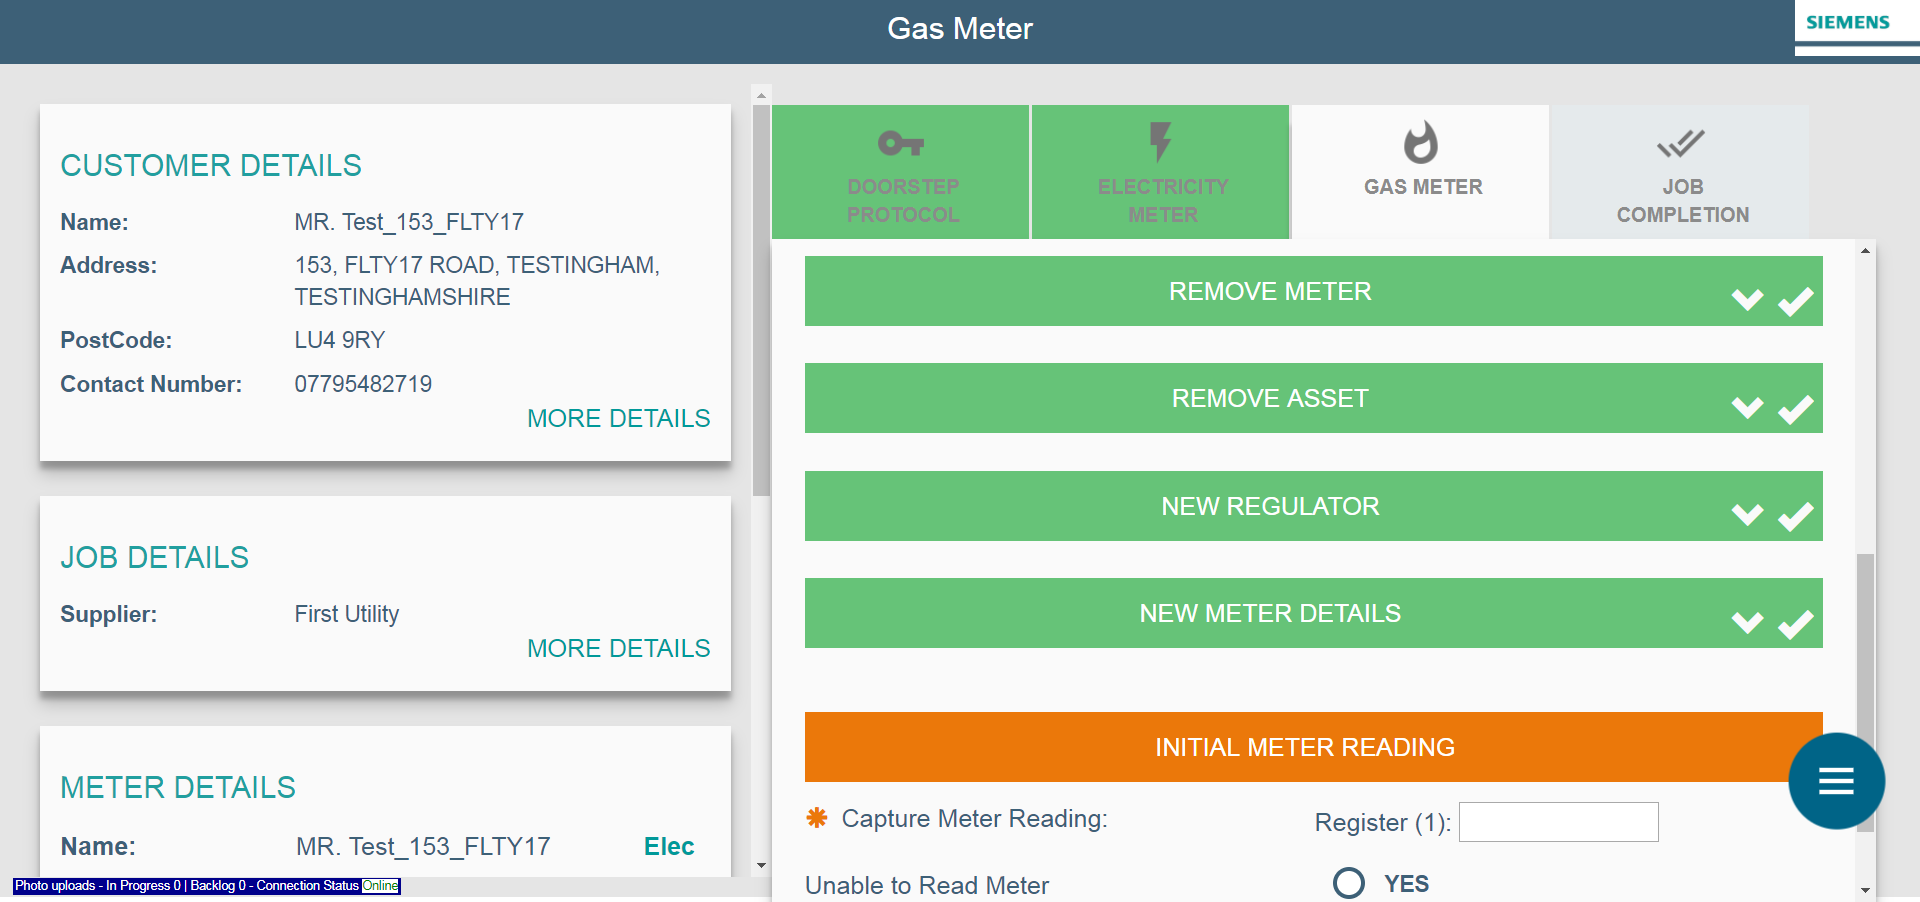 Gas Meter
SIEMENS
CUSTOMER DETAILS
Name: MR. Test_153_FLTY17
Address: 153, FLTY17 ROAD, TESTINGHAM,
TESTINGHAMSHIRE
PostCode: LU4 9RY
Contact Number: 07795482719
MORE DETAILS
JOB DETAILS
Supplier: First Utility
MORE DETAILS
METER DETAILS
Name: MR. Test_153_FLTY17 Elec
Photo uploads - In Progress 0 | Backlog 0 - Connection Status Online
DOORSTEP
PROTOCOL
ELECTRICITY
METER
GAS METER
JOB
COMPLETION
REMOVE METER
REMOVE ASSET
NEW REGULATOR
NEW METER DETAILS
INITIAL METER READING
Capture Meter Reading: Register (1):
Unable to Read Meter YES